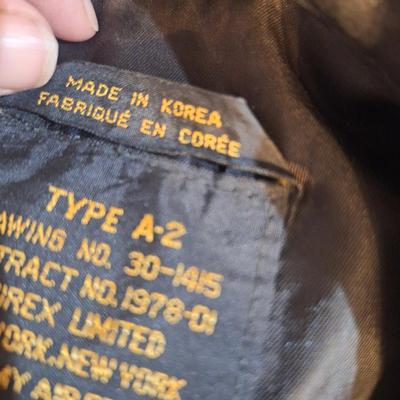 MADE IN KOREA
FABRIQUÉ EN CORÉE
TYPE A-2
AWING NO. 30-1415
TRACT NO. 1978-01
IREX LIMITED
ORK, NEW YORK